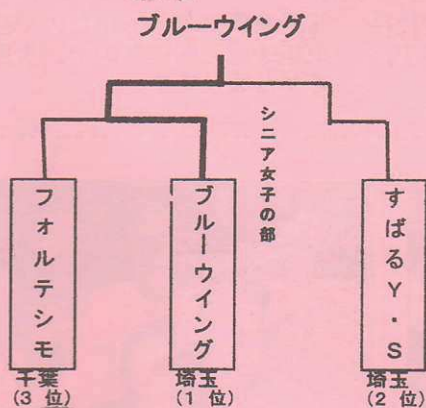 ブルーウイング
シニア女子の部
フォルテシモ
千葉
(3 位)
ブルーウイング
埼玉
(1 位)
すばるY・S
埼玉
(2 位)